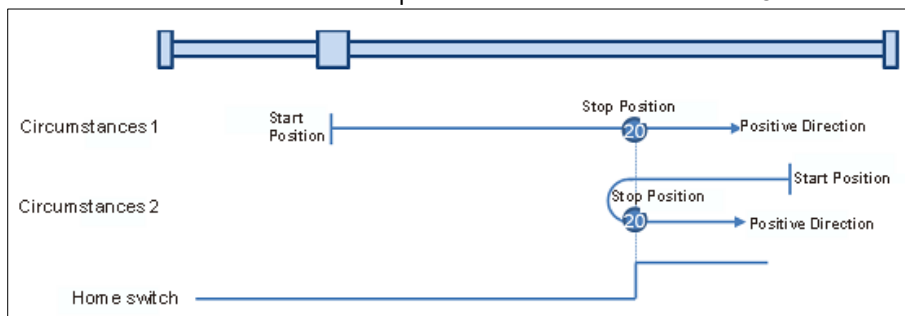 Circumstances 1
Start
Position
Stop Position
20
Positive Direction
Circumstances 2
Start Position
Stop Position
20
Positive Direction
Home switch